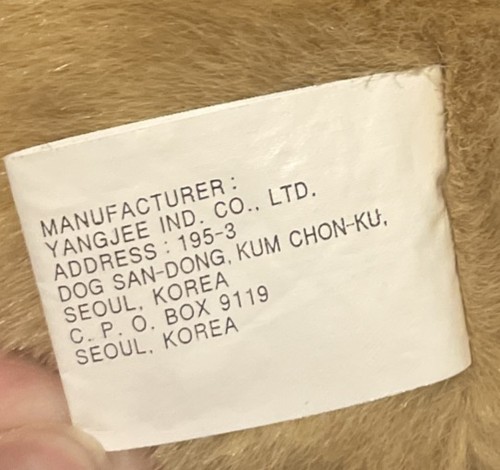 MANUFACTURER :
YANGJEE IND. CO., LTD.
ADDRESS : 195-3
DOG SAN-DONG, KUM CHON-KU,
SEOUL, KOREA
C. P. O. BOX 9119
SEOUL, KOREA